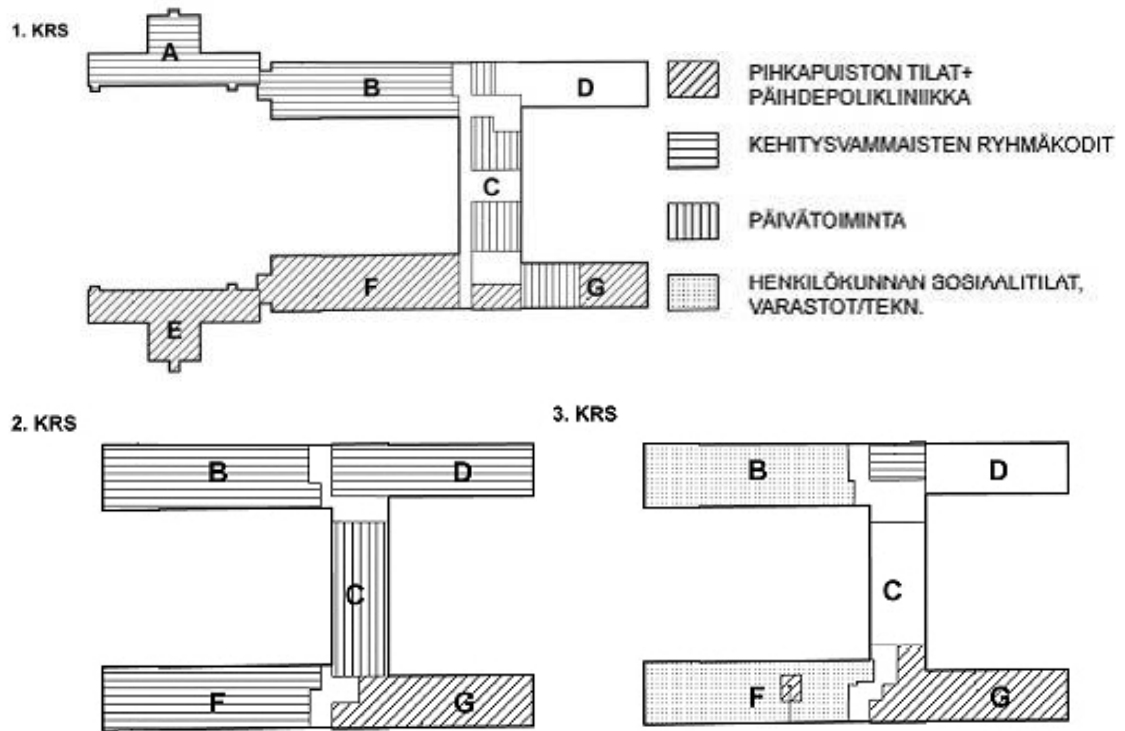 1. KRS
A
B
D
C
F
G
E
PIHKAPUISTON TILAT+
PÄIHDEPOLIKLINIIKKA
KEHITYSVAMMAISTEN RYHMÄKODIT
PÄIVÄTOIMINTA
HENKILÖKUNNAN SOSIAALITILAT,
VARASTOT/TEKN.
2. KRS
B
D
C
F
G
3. KRS
B
D
C
F
G